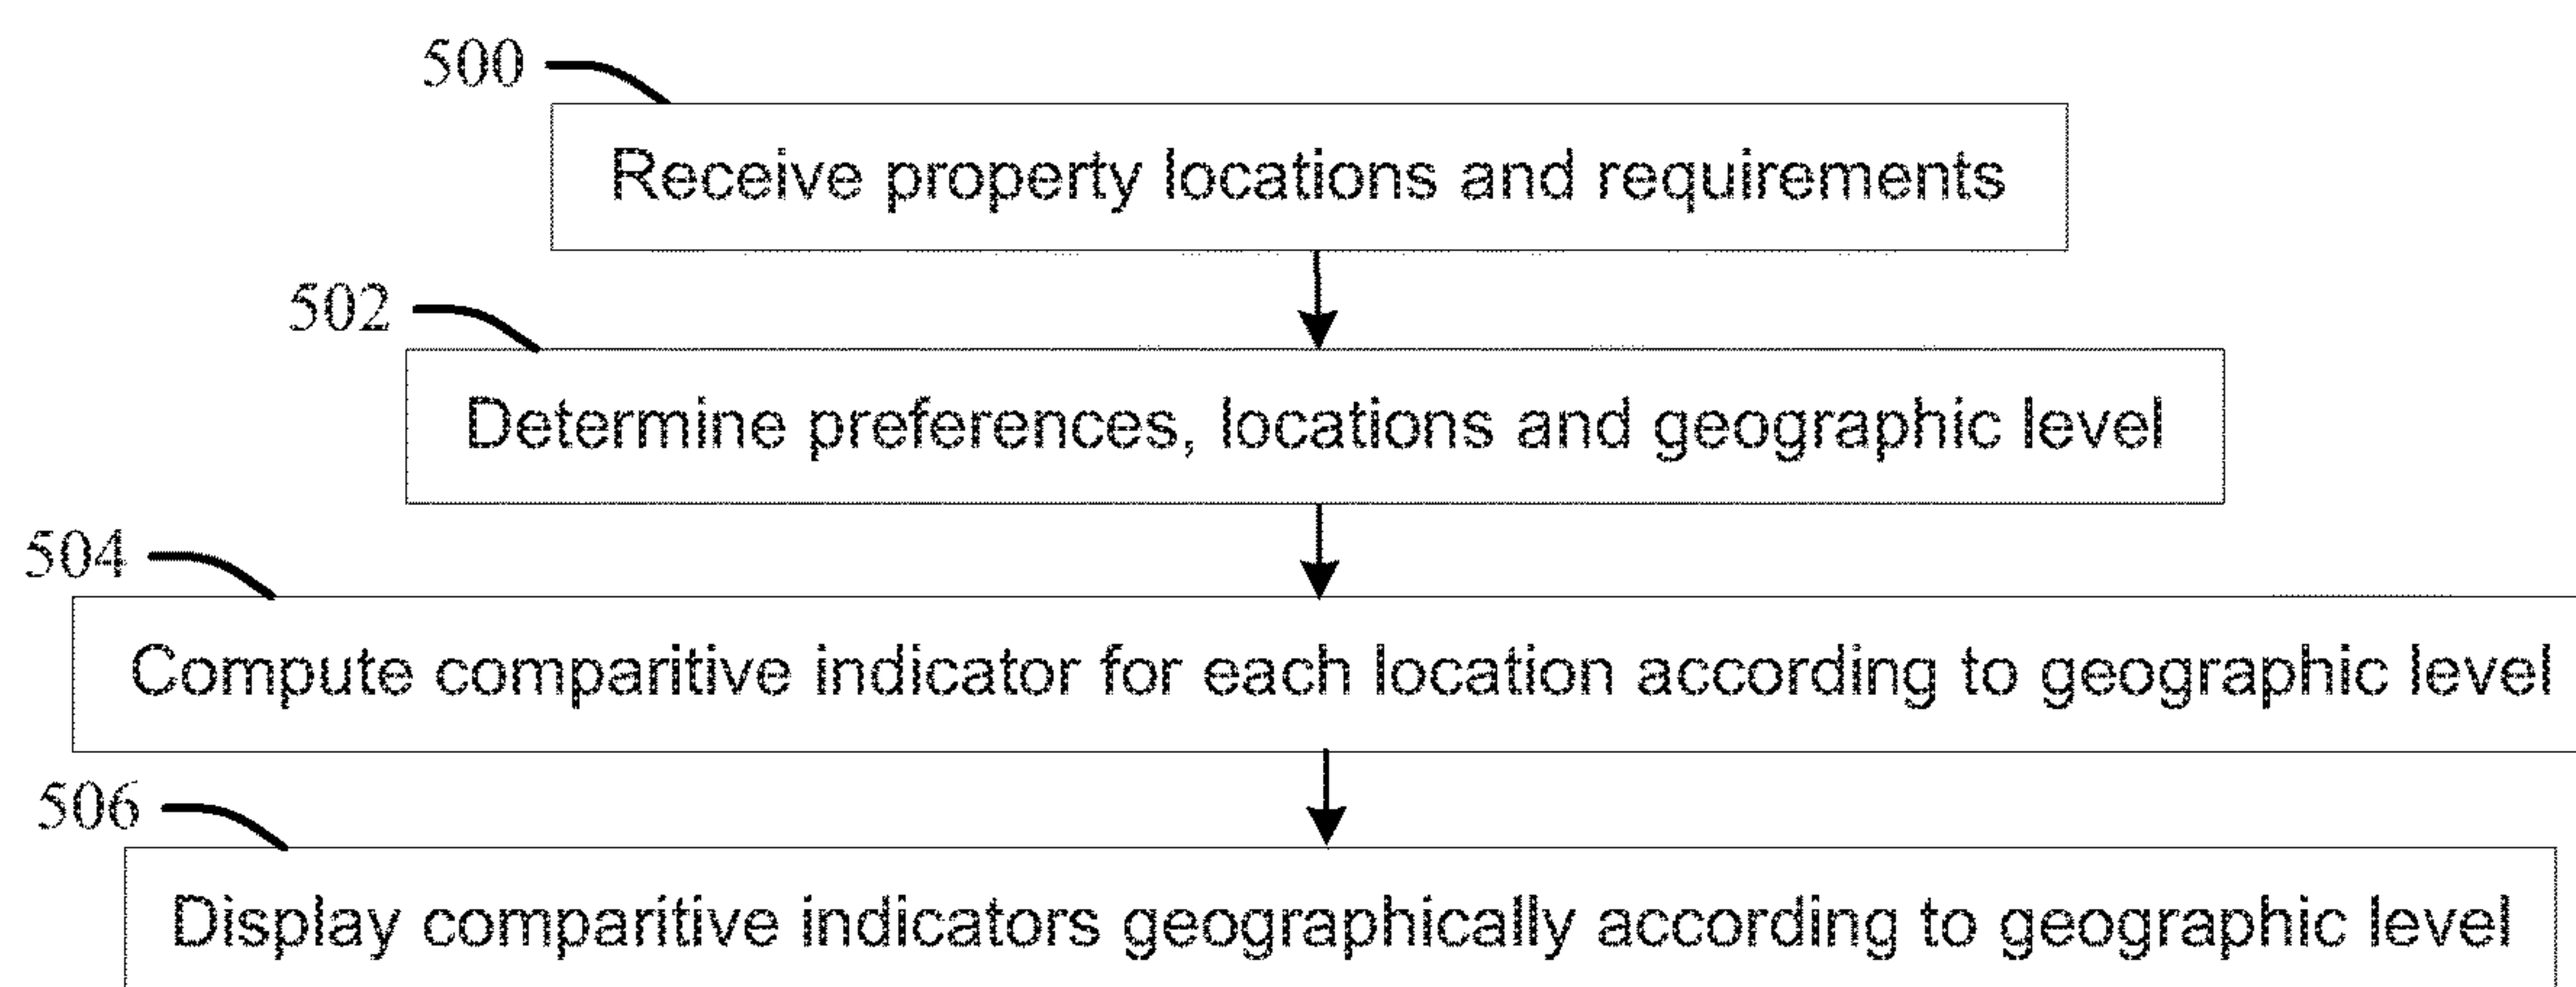 500
Receive property locations and requirements
502
Determine preferences, locations and geographic level
504
Compute comparitive indicator for each location according to geographic level
506
Display comparitive indicators geographically according to geographic level